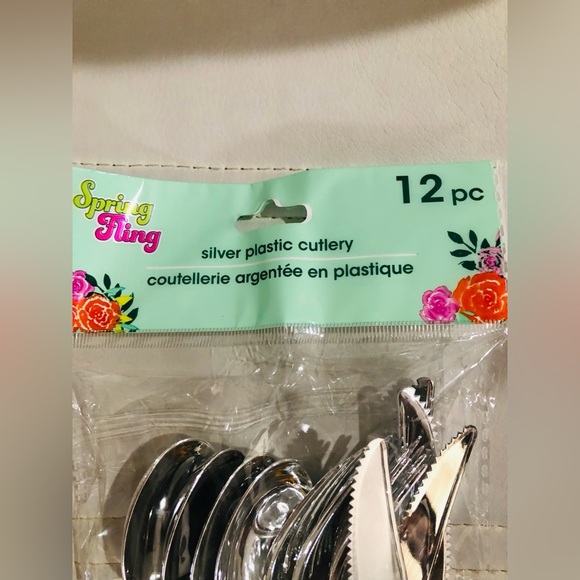 Spring
Fling
12 pc
silver plastic cutlery
coutellerie argentée en plastique